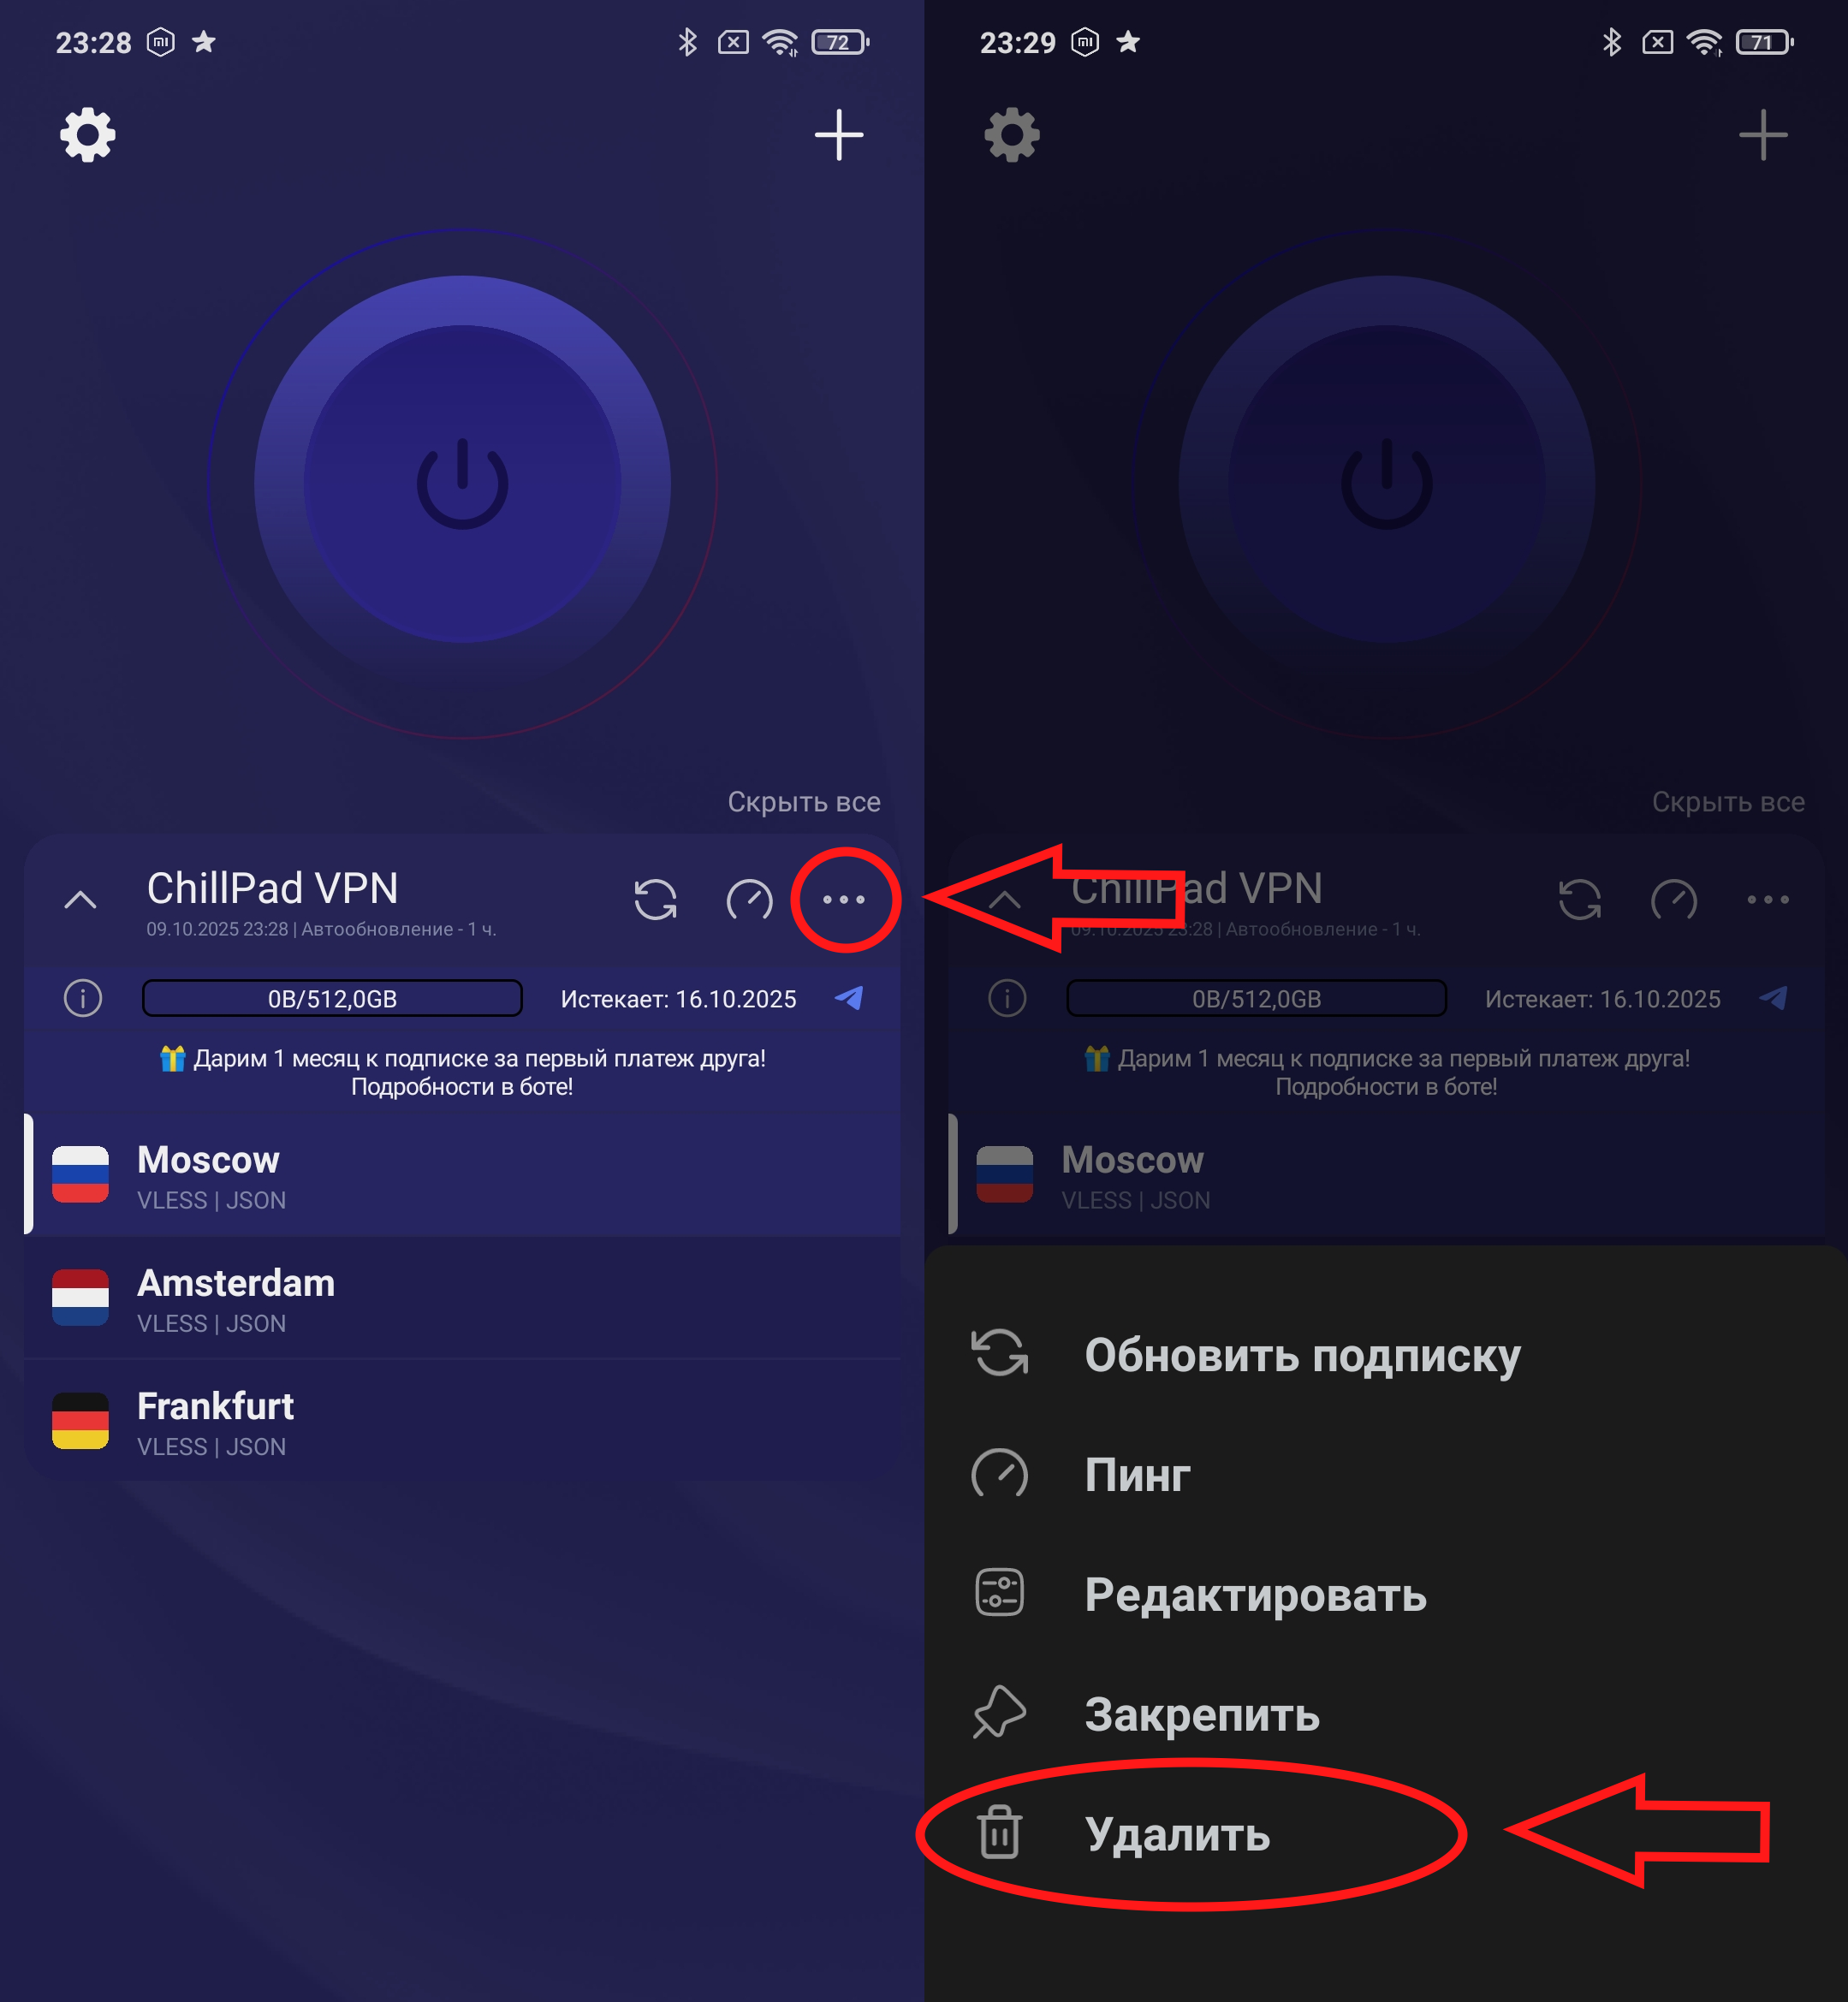 23:28
72
Скрыть все
ChillPad VPN
09.10.2025 23:28 | Автообновление - 1 ч.
0B/512,0GB
Истекает: 16.10.2025
🎁 Дарим 1 месяц к подписке за первый платеж друга!
Подробности в боте!
Moscow
VLESS | JSON
Amsterdam
VLESS | JSON
Frankfurt
VLESS | JSON
23:29
71
Скрыть все
ChillPad VPN
09.10.2025 23:28 | Автообновление - 1 ч.
0B/512,0GB
Истекает: 16.10.2025
🎁 Дарим 1 месяц к подписке за первый платеж друга!
Подробности в боте!
Moscow
VLESS | JSON
Обновить подписку
Пинг
Редактировать
Закрепить
Удалить